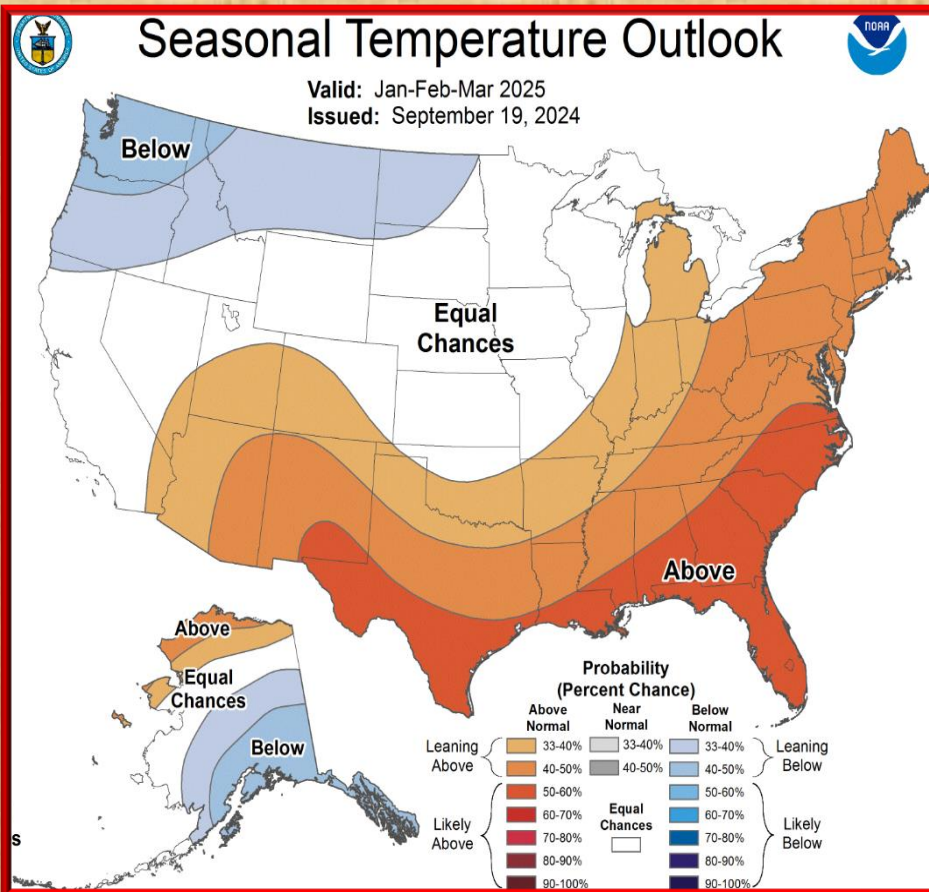 Seasonal Temperature Outlook
NOAA
Valid: Jan-Feb-Mar 2025
Issued: September 19, 2024
Below
Equal
Chances
Above
Above
Equal
Chances
Below
s
Probability
(Percent Chance)
Above
Normal
Near
Normal
Below
Normal
Leaning
Above
33-40%
33-40%
33-40%
Leaning
Below
40-50%
40-50%
40-50%
Likely
Above
50-60%
50-60%
60-70%
Equal
Chances
60-70%
70-80%
70-80%
80-90%
80-90%
90-100%
90-100%
Likely
Below